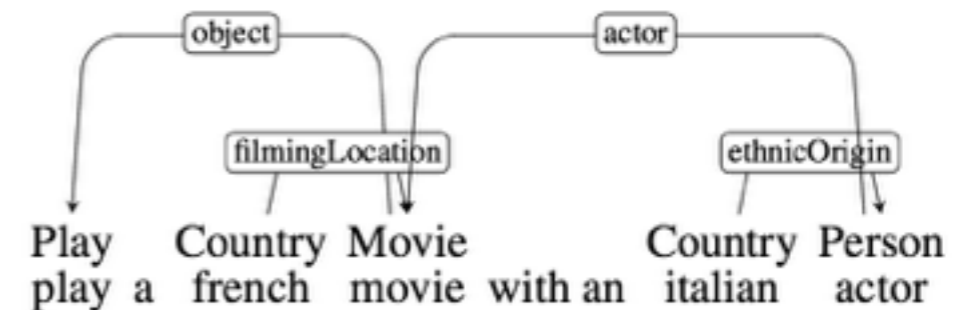 object actor
filmingLocation ethnicOrigin
Play Country Movie Country Person
play a french movie with an italian actor